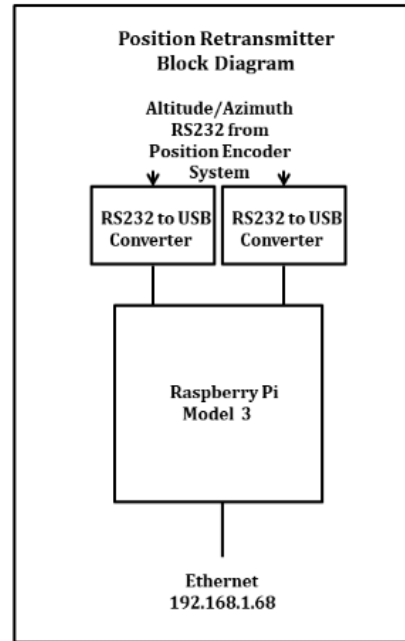 Position Retransmitter
Block Diagram
Altitude/Azimuth
RS232 from
Position Encoder
System
RS232 to USB
Converter
RS232 to USB
Converter
Raspberry Pi
Model 3
Ethernet
192.168.1.68